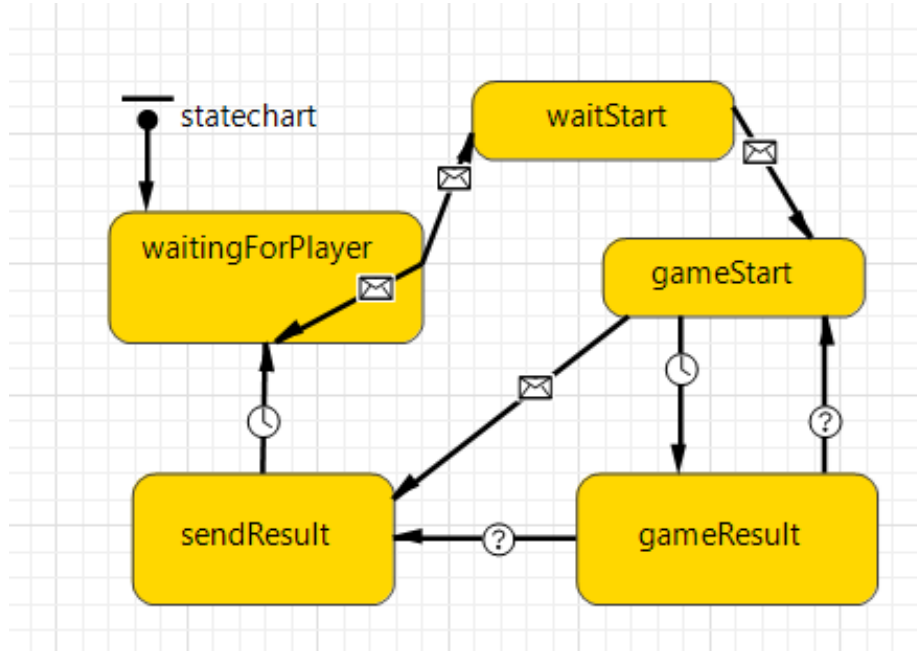 statechart
waitStart
waitingForPlayer
gameStart
sendResult
gameResult
?
?